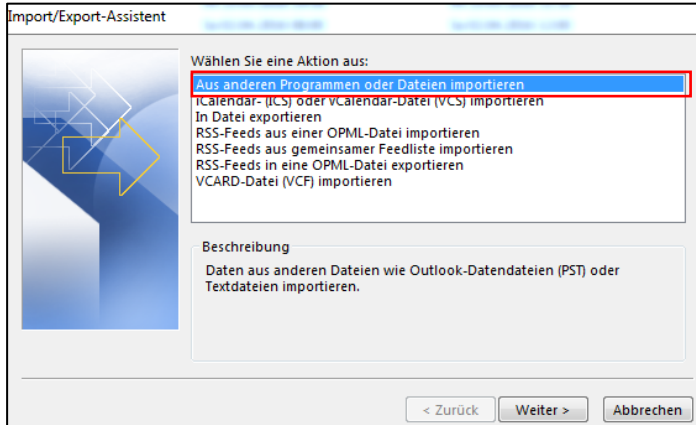 Import/Export-Assistent
Wählen Sie eine Aktion aus:
Aus anderen Programmen oder Dateien importieren
iCalendar- (ICS) oder vCalendar-Datei (VCS) importieren
In Datei exportieren
RSS-Feeds aus einer OPML-Datei importieren
RSS-Feeds aus gemeinsamer Feedliste importieren
RSS-Feeds in eine OPML-Datei exportieren
VCARD-Datei (VCF) importieren
Beschreibung
Daten aus anderen Dateien wie Outlook-Datendateien (PST) oder
Textdateien importieren.
< Zurück Weiter > Abbrechen